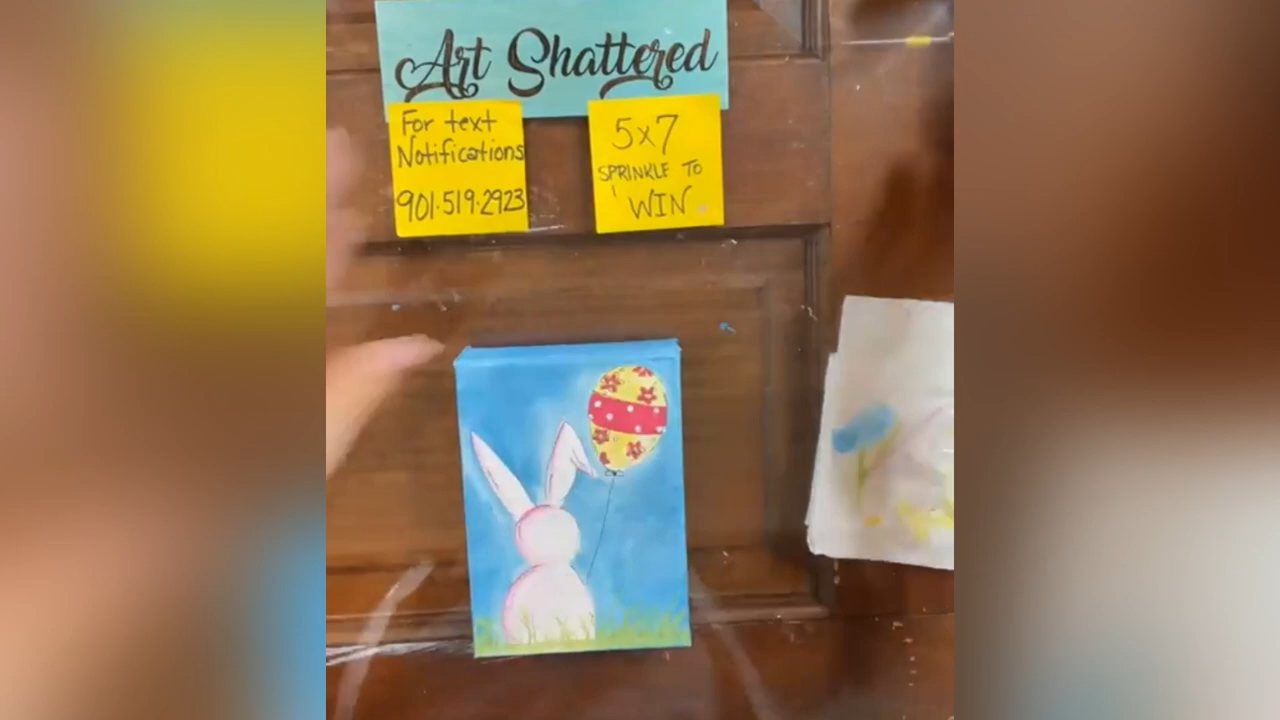 Art Shattered
For text
Notifications
901.519.2923
5x7
SPRINKLE TO
WIN